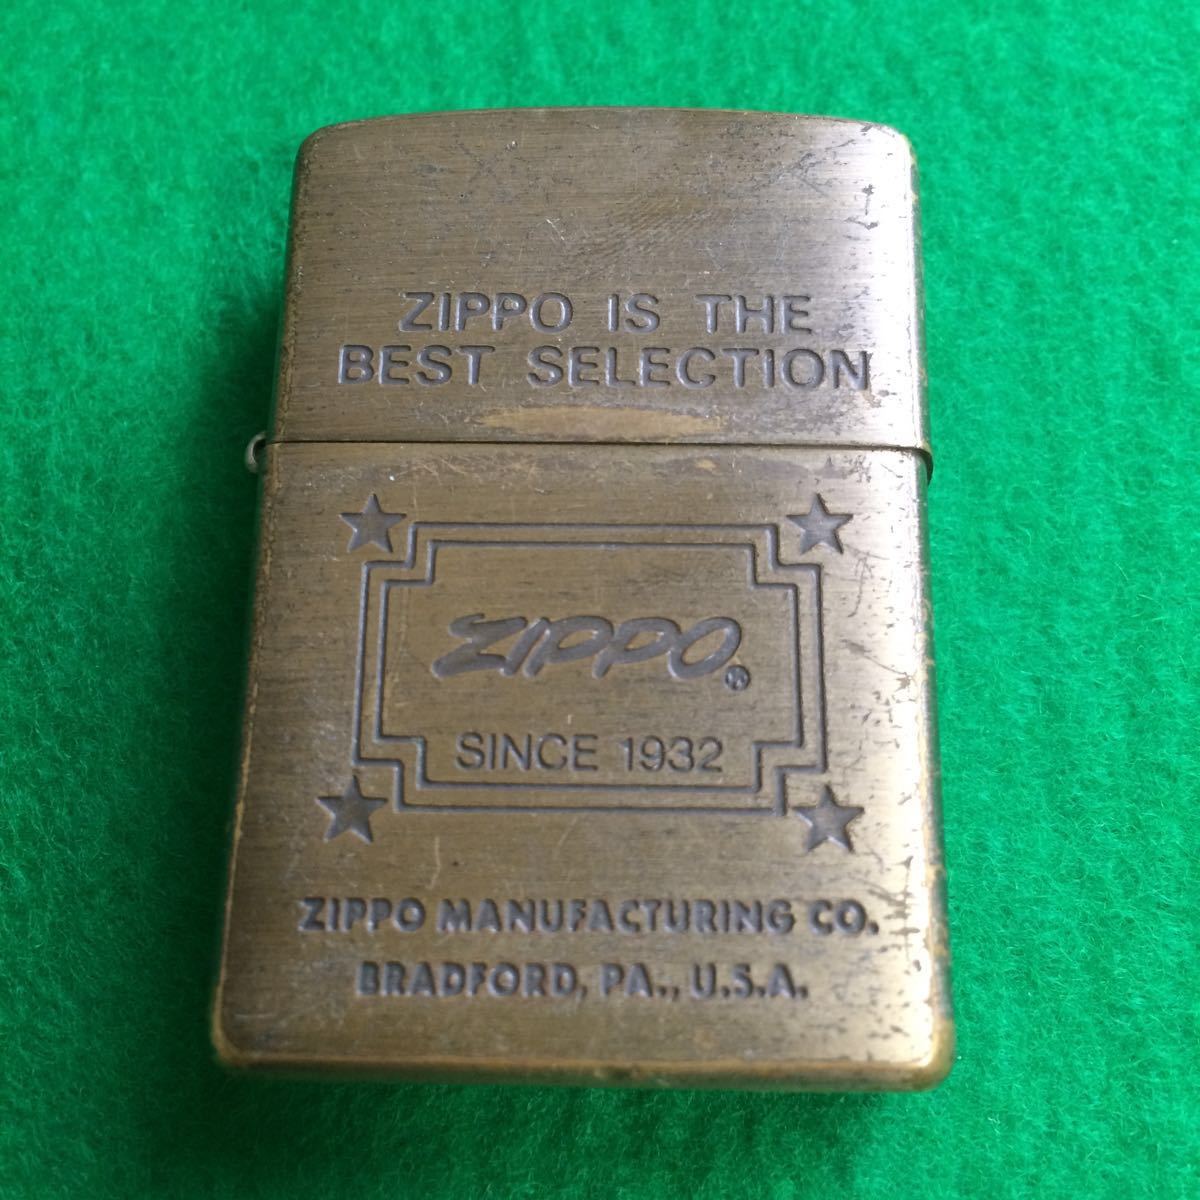 ZIPPO IS THE
BEST SELECTION
ZIPPO®
SINCE 1932
ZIPPO MANUFACTURING CO.
BRADFORD, PA., U.S.A.